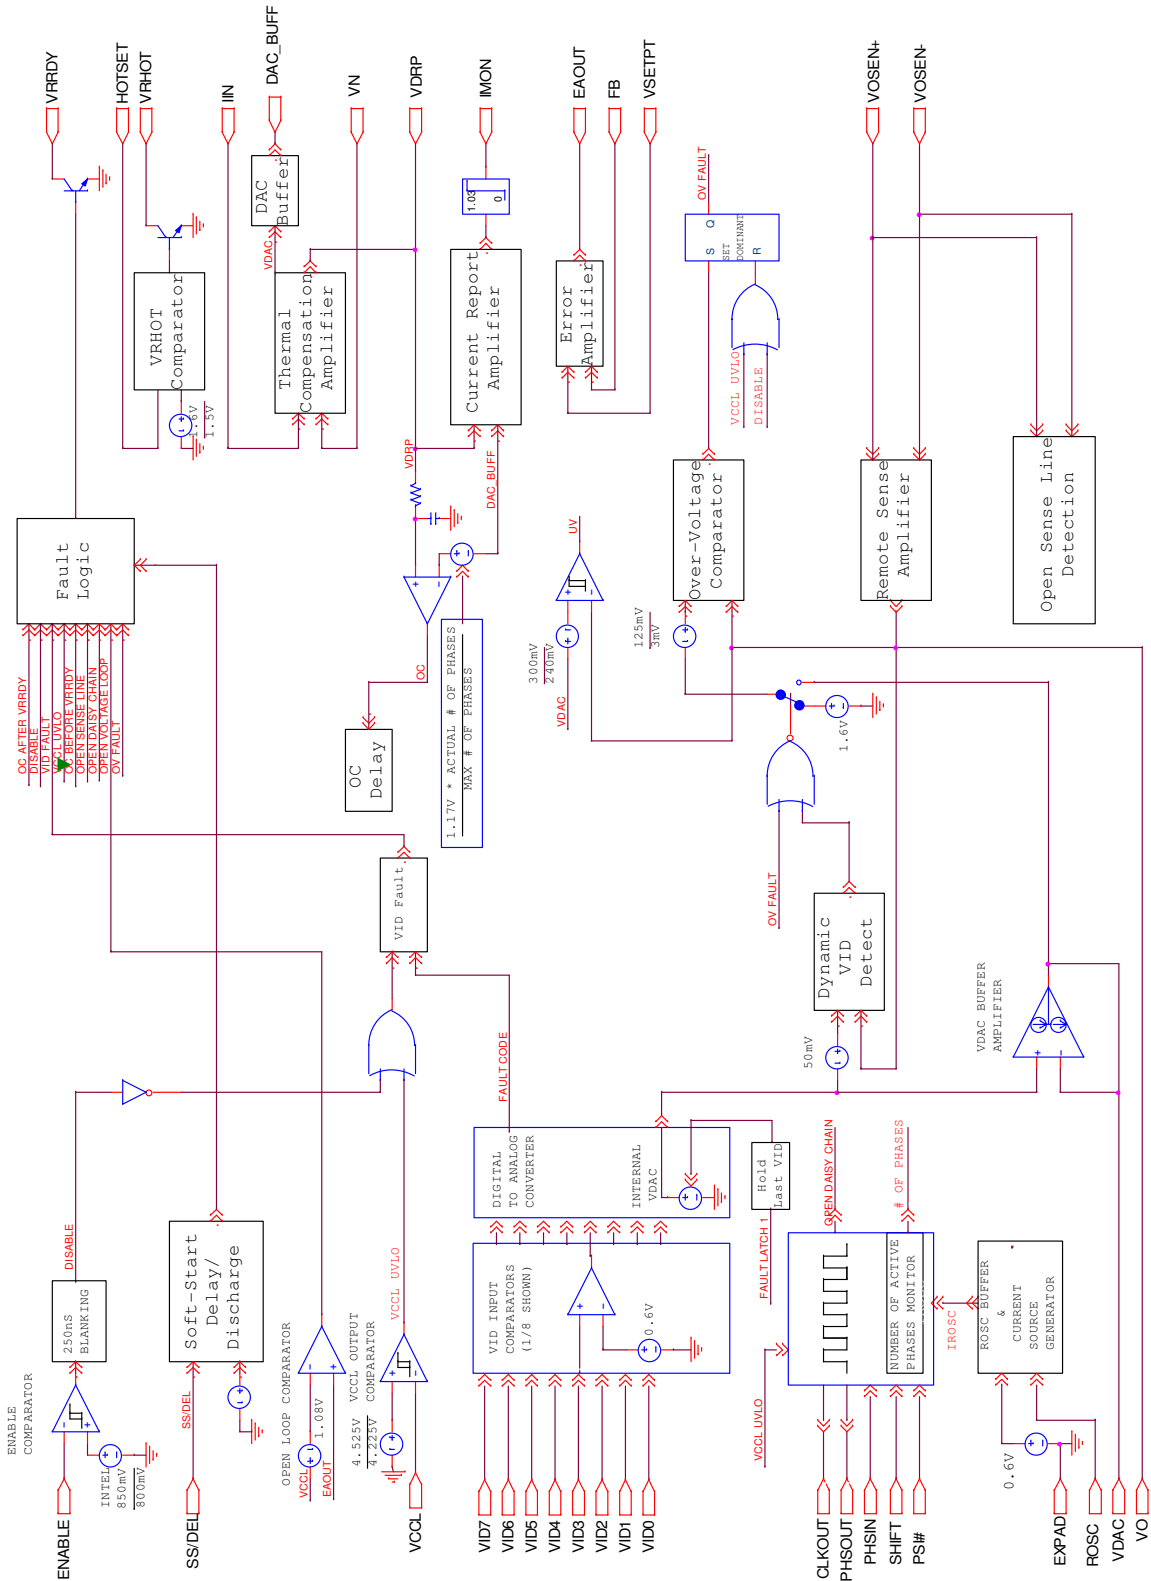 ENABLE
SS/DEL
VCCL
VID7
VID6
VID5
VID4
VID3
VID2
VID1
VID0
CLKOUT
PHSOUT
PHSIN
SHIFT
PSI#
EXPAD
ROSC
VDAC
VO
ENABLE
COMPARATOR
-
+
INTEL
850mV
800mV
250nS
BLANKING
DISABLE
SS/DEL
Soft-Start
Delay/
Discharge
OPEN LOOP COMPARATOR
VCCL
1.08V
EAOUT
-
+
4.525V VCCL OUTPUT
4.225V COMPARATOR
VCCL UVLO
VID INPUT
COMPARATORS
(1/8 SHOWN)
0.6V
DIGITAL
TO ANALOG
CONVERTER
INTERNAL
VDAC
FAULT CODE
FAULT LATCH 1
Hold
Last VID
VCCL UVLO
NUMBER OF ACTIVE
PHASES MONITOR
OPEN DAISY CHAIN
# OF PHASES
IROSC
ROSC BUFFER
&
CURRENT
SOURCE
GENERATOR
0.6V
VID Fault
OC AFTER VRRDY
DISABLE
VID FAULT
VCCL UVLO
OC BEFORE VRRDY
OPEN SENSE LINE
OPEN DAISY CHAIN
OPEN VOLTAGE LOOP
OV FAULT
Fault
Logic
OC
Delay
OC
1.17V * ACTUAL # OF PHASES
MAX # OF PHASES
VDRP
DAC_BUFF
50mV
Dynamic
VID
Detect
OV FAULT
VDAC BUFFER
AMPLIFIER
VDAC
300mV
240mV
UV
125mV
3mV
1.6V
Over-Voltage
Comparator
Remote Sense
Amplifier
Open Sense Line
Detection
VCCL UVLO
DISABLE
S Q
SET
DOMINANT
R
OV FAULT
1.6V
1.5V
VRHOT
Comparator
Thermal
Compensation
Amplifier
VDAC
DAC
Buffer
Current Report
Amplifier
1.03
0
Error
Amplifier
VRRDY
HOTSET
VRHOT
IIN
DAC_BUFF
VN
VDRP
IMON
EAOUT
FB
VSETPT
VOSEN+
VOSEN-